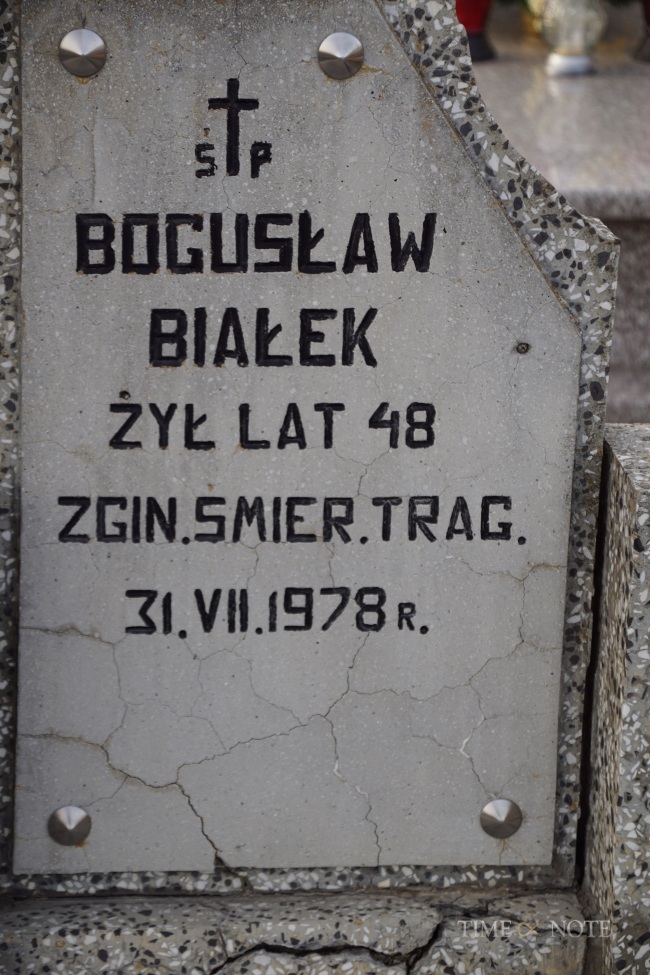 Ś P
BOGUSŁAW
BIAŁEK
ŻYŁ LAT 48
ZGIN.SMIER.TRAG.
31.VII.1978 R.
TIME NOTE